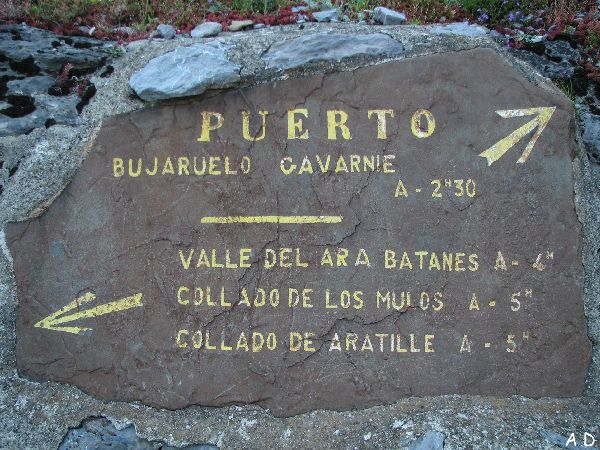 PUERTO
BUJARUELO GAVARNIE
A - 2H30
VALLE DEL ARA BATANES A - 4H
COLLADO DE LOS MULOS A - 5H
COLLADO DE ARATILLE A - 5H
A D